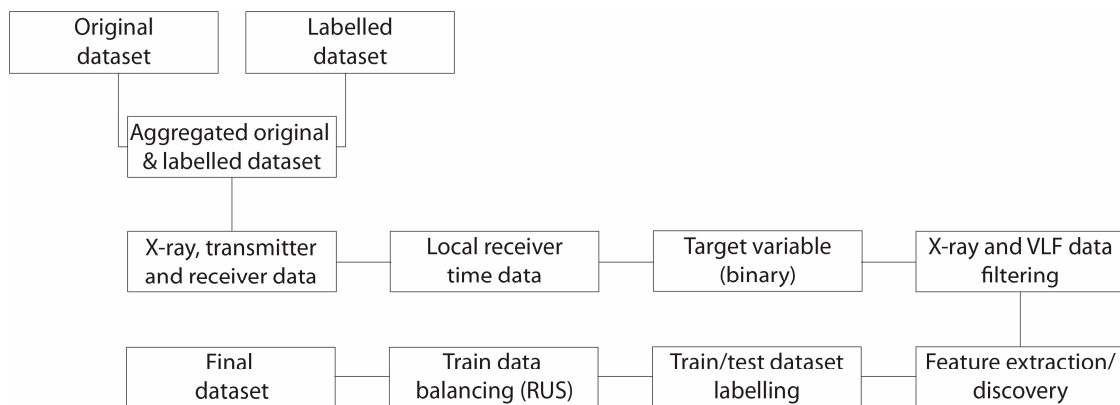 Original
dataset
Labelled
dataset
Aggregated original
& labelled dataset
X-ray, transmitter
and receiver data
Local receiver
time data
Target variable
(binary)
X-ray and VLF data
filtering
Final
dataset
Train data
balancing (RUS)
Train/test dataset
labelling
Feature extraction/
discovery